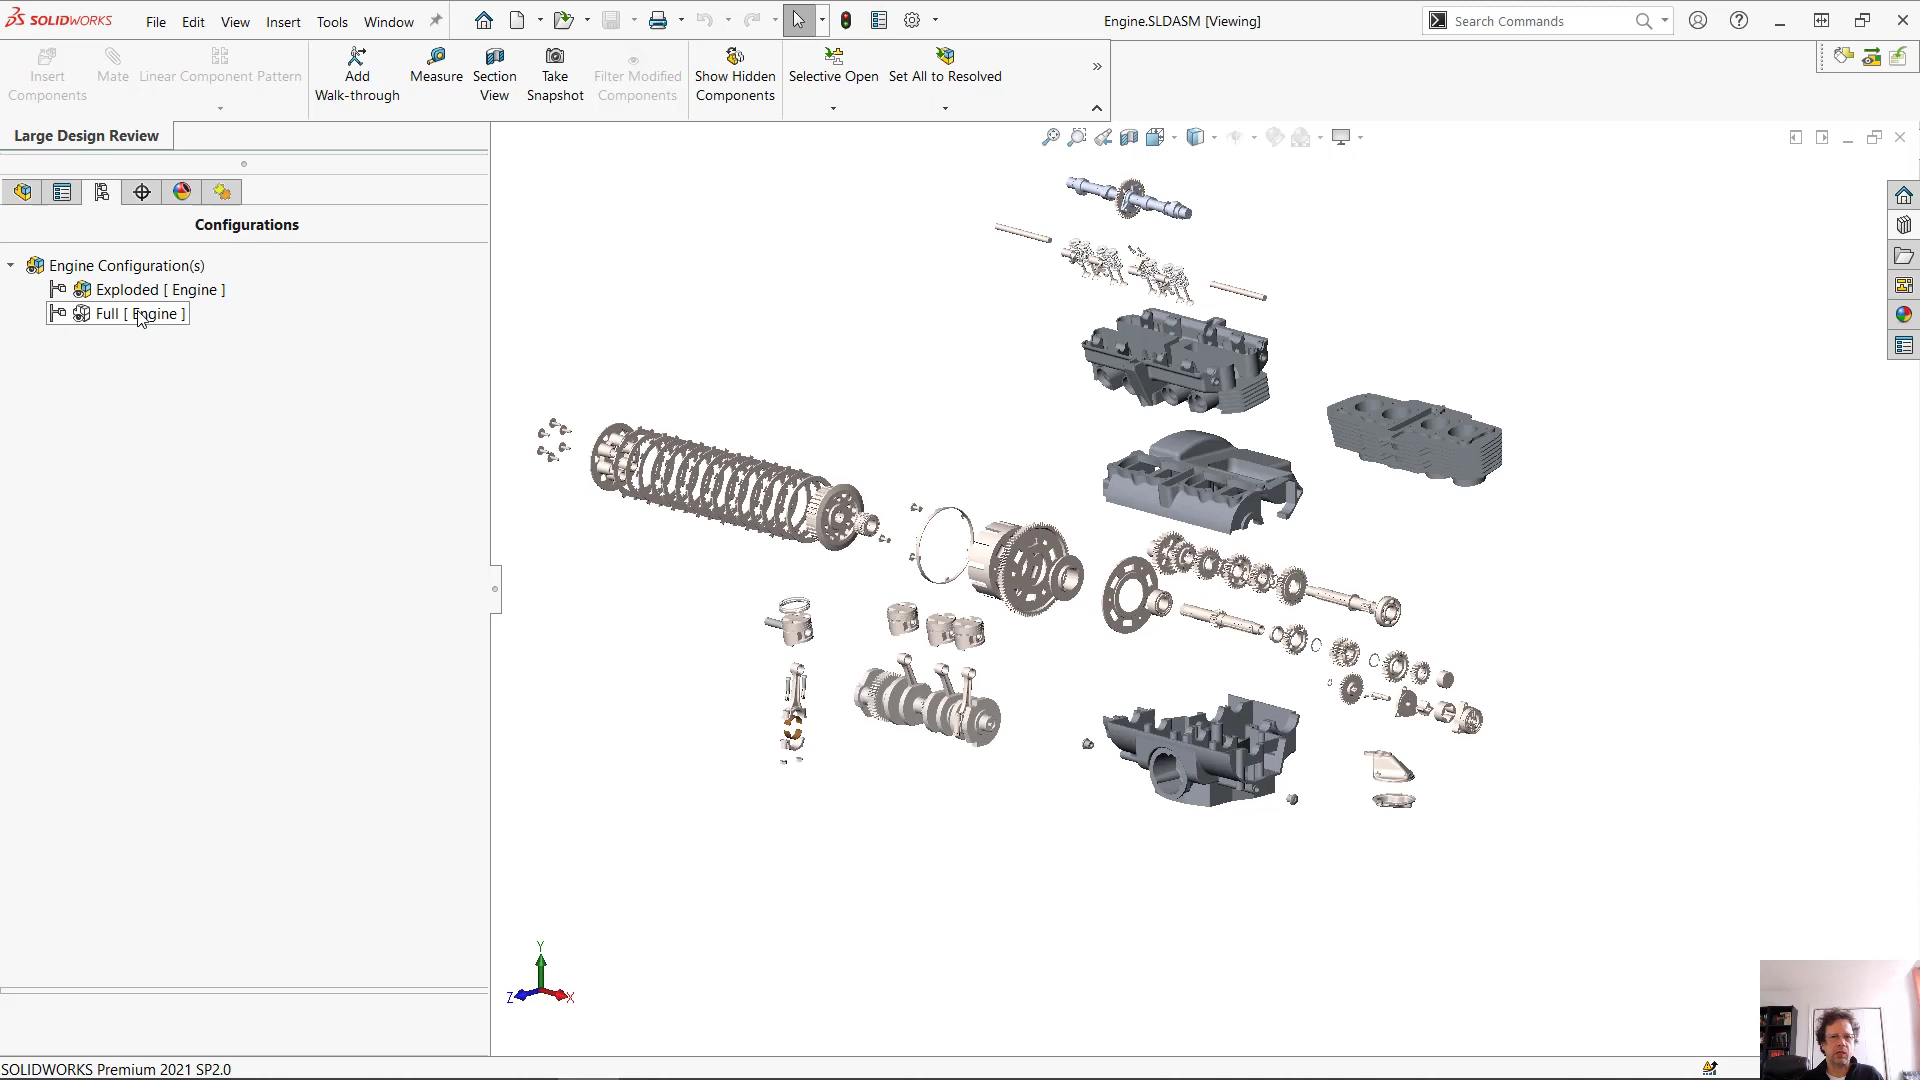 SOLIDWORKS File Edit View Insert Tools Window
Engine.SLDASM [Viewing]
Search Commands
Insert Components
Mate
Linear Component Pattern
Add Walk-through
Measure
Section View
Take Snapshot
Filter Modified Components
Show Hidden Components
Selective Open
Set All to Resolved
Large Design Review
Configurations
Engine Configuration(s)
Exploded [ Engine ]
Full [ Engine ]
Y
Z X
SOLIDWORKS Premium 2021 SP2.0